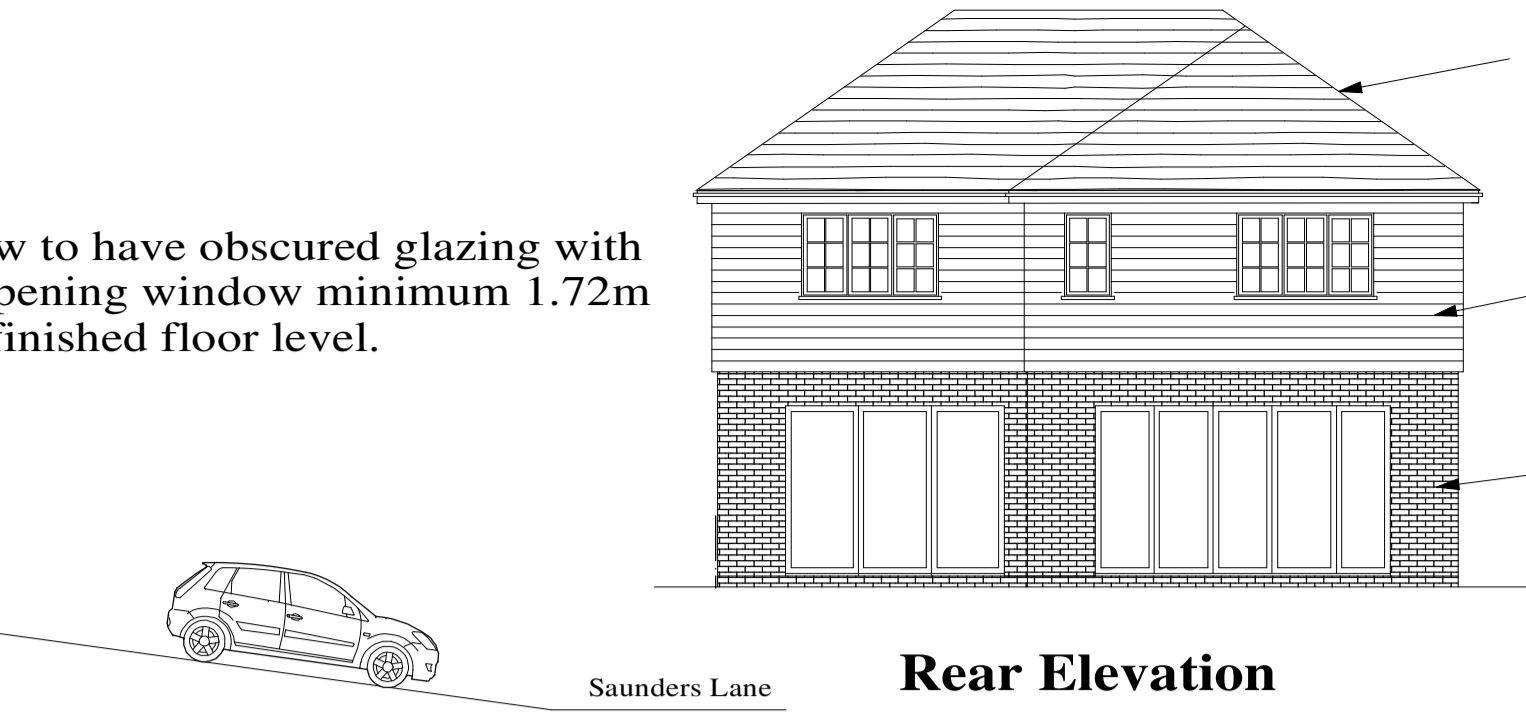 w to have obscured glazing with
pening window minimum 1.72m
finished floor level.
Saunders Lane
Rear Elevation